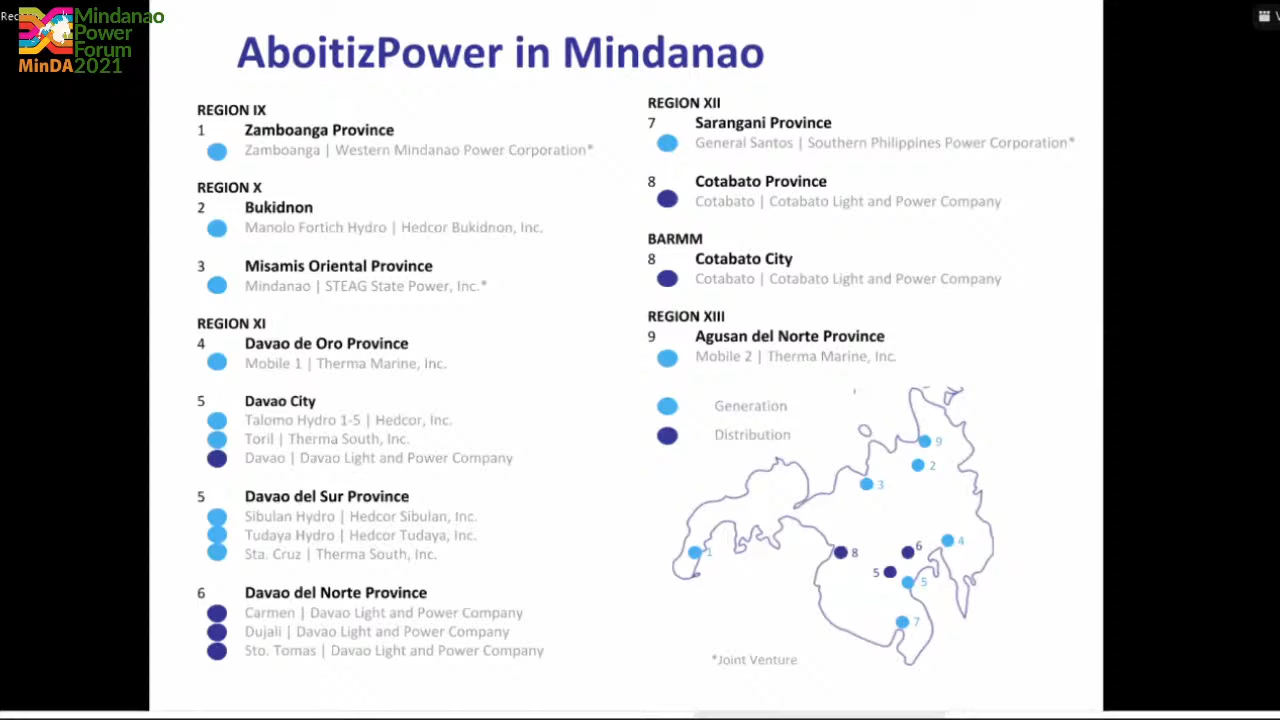 Rec
Mindanao
Power
Forum
MinDA 2021
AboitizPower in Mindanao
REGION IX
1 Zamboanga Province
Zamboanga | Western Mindanao Power Corporation*
REGION X
2 Bukidnon
Manolo Fortich Hydro | Hedcor Bukidnon, Inc.
3 Misamis Oriental Province
Mindanao | STEAG State Power, Inc.*
REGION XI
4 Davao de Oro Province
Mobile 1 | Therma Marine, Inc.
5 Davao City
Talomo Hydro 1-5 | Hedcor, Inc.
Toril | Therma South, Inc.
Davao | Davao Light and Power Company
5 Davao del Sur Province
Sibulan Hydro | Hedcor Sibulan, Inc.
Tudaya Hydro | Hedcor Tudaya, Inc.
Sta. Cruz | Therma South, Inc.
6 Davao del Norte Province
Carmen | Davao Light and Power Company
Dujali | Davao Light and Power Company
Sto. Tomas | Davao Light and Power Company
REGION XII
7 Sarangani Province
General Santos | Southern Philippines Power Corporation*
8 Cotabato Province
Cotabato | Cotabato Light and Power Company
BARMM
8 Cotabato City
Cotabato | Cotabato Light and Power Company
REGION XIII
9 Agusan del Norte Province
Mobile 2 | Therma Marine, Inc.
Generation
Distribution
9
2
3
4
6
8
1
5
5
7
*Joint Venture